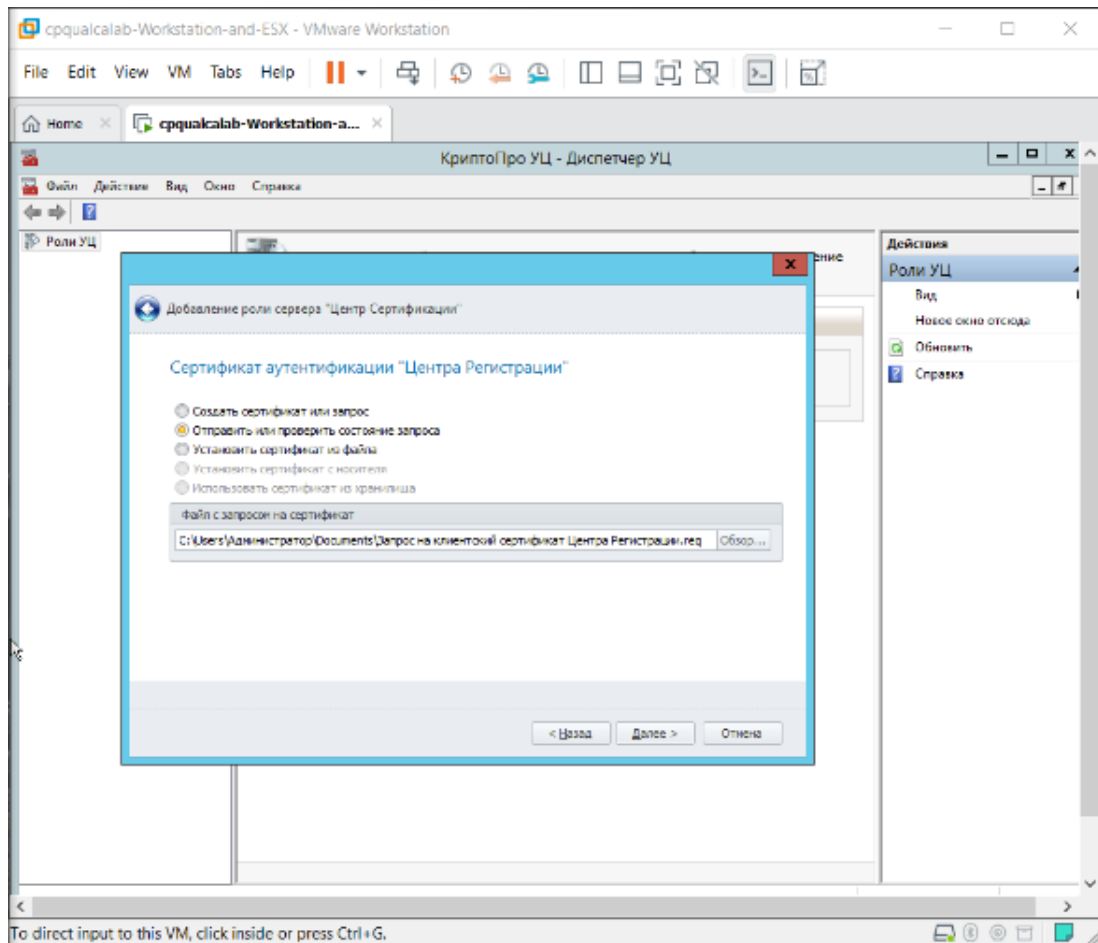 cpqualcalab-Workstation-and-ESX - VMware Workstation
File Edit View VM Tabs Help
Home cpqualcalab-Workstation-a...
КриптоПро УЦ - Диспетчер УЦ
Файл Действие Вид Окно Справка
Роли УЦ
ение
Действия
Роли УЦ
Вид
Новое окно отсюда
Обновить
Справка
Добавление роли сервера "Центр Сертификации"
Сертификат аутентификации "Центра Регистрации"
Создать сертификат или запрос
Отправить или проверить состояние запроса
Установить сертификат из файла
Установить сертификат с носителя
Использовать сертификат из хранилища
Файл с запросом на сертификат
C:\Users\Администратор\Documents\Запрос на клиентский сертификат Центра Регистрации.req Обзор...
< Назад Далее > Отмена
To direct input to this VM, click inside or press Ctrl+G.